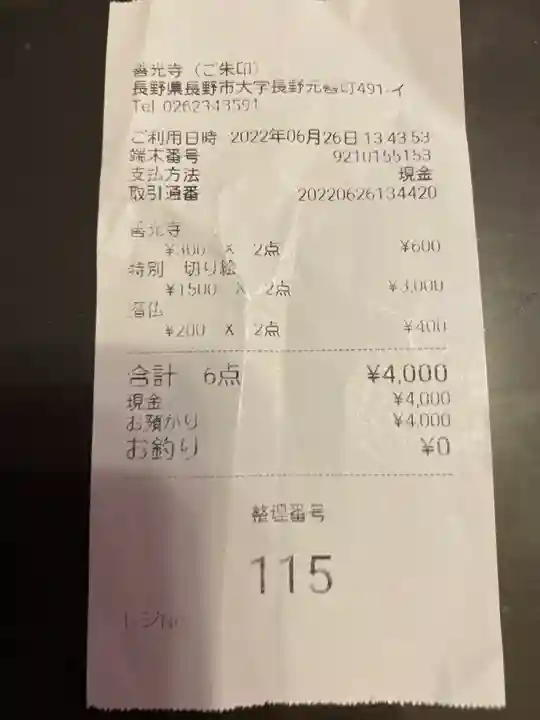 善光寺（ご朱印）
長野県長野市大字長野元善町491-イ
Tel 0262343591
ご利用日時 2022年06月26日 13:43:53
端末番号 9210155153
支払方法 現金
取引通番 20220626134420
善光寺
¥300 X 2点 ¥600
特別 切り絵
¥1500 X 2点 ¥3,000
¥200 X 2点 ¥400
合計 6点 ¥4,000
現金 ¥4,000
お預かり ¥4,000
お釣り ¥0
整理番号
115
レジNo